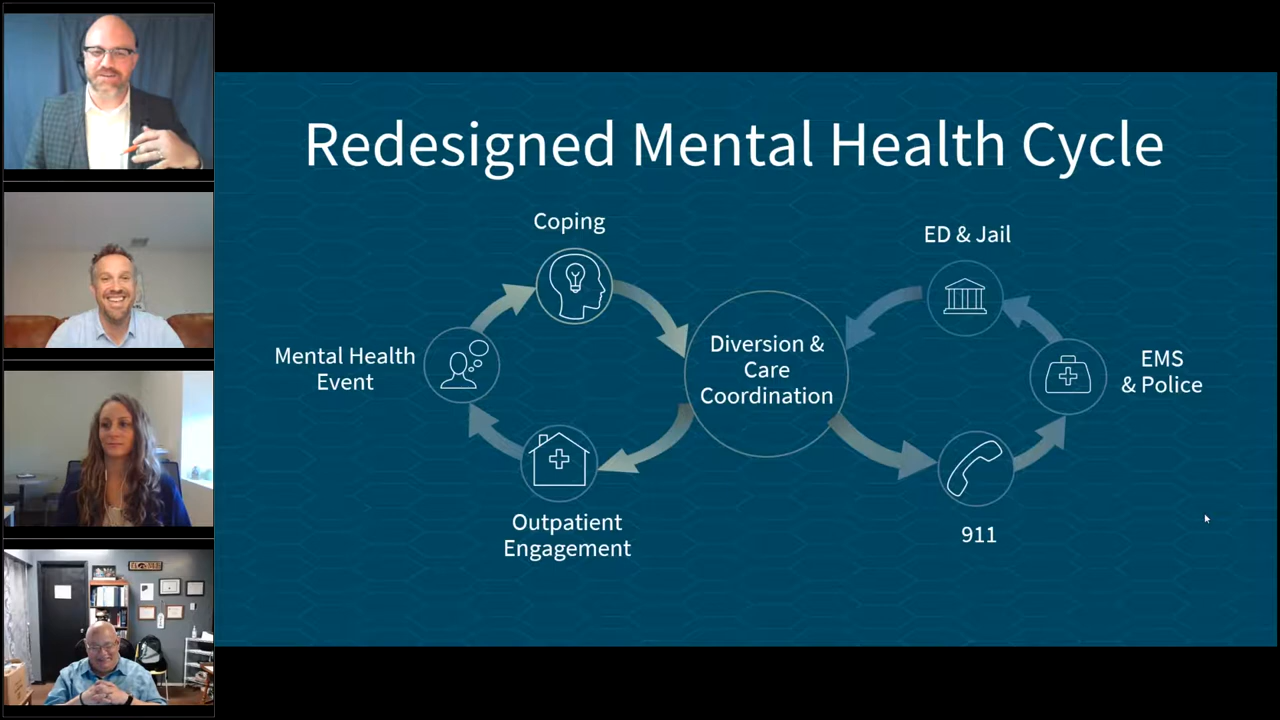 Redesigned Mental Health Cycle
Coping
ED & Jail
Mental Health
Event
Diversion &
Care
Coordination
EMS
& Police
Outpatient
Engagement
911